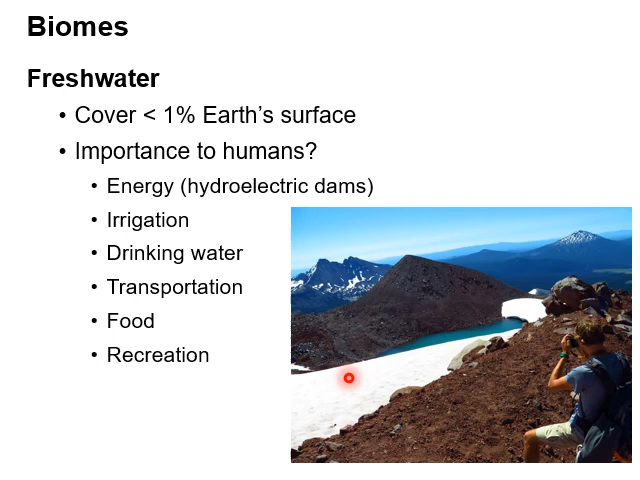 Biomes
Freshwater
• Cover < 1% Earth’s surface
• Importance to humans?
• Energy (hydroelectric dams)
• Irrigation
• Drinking water
• Transportation
• Food
• Recreation